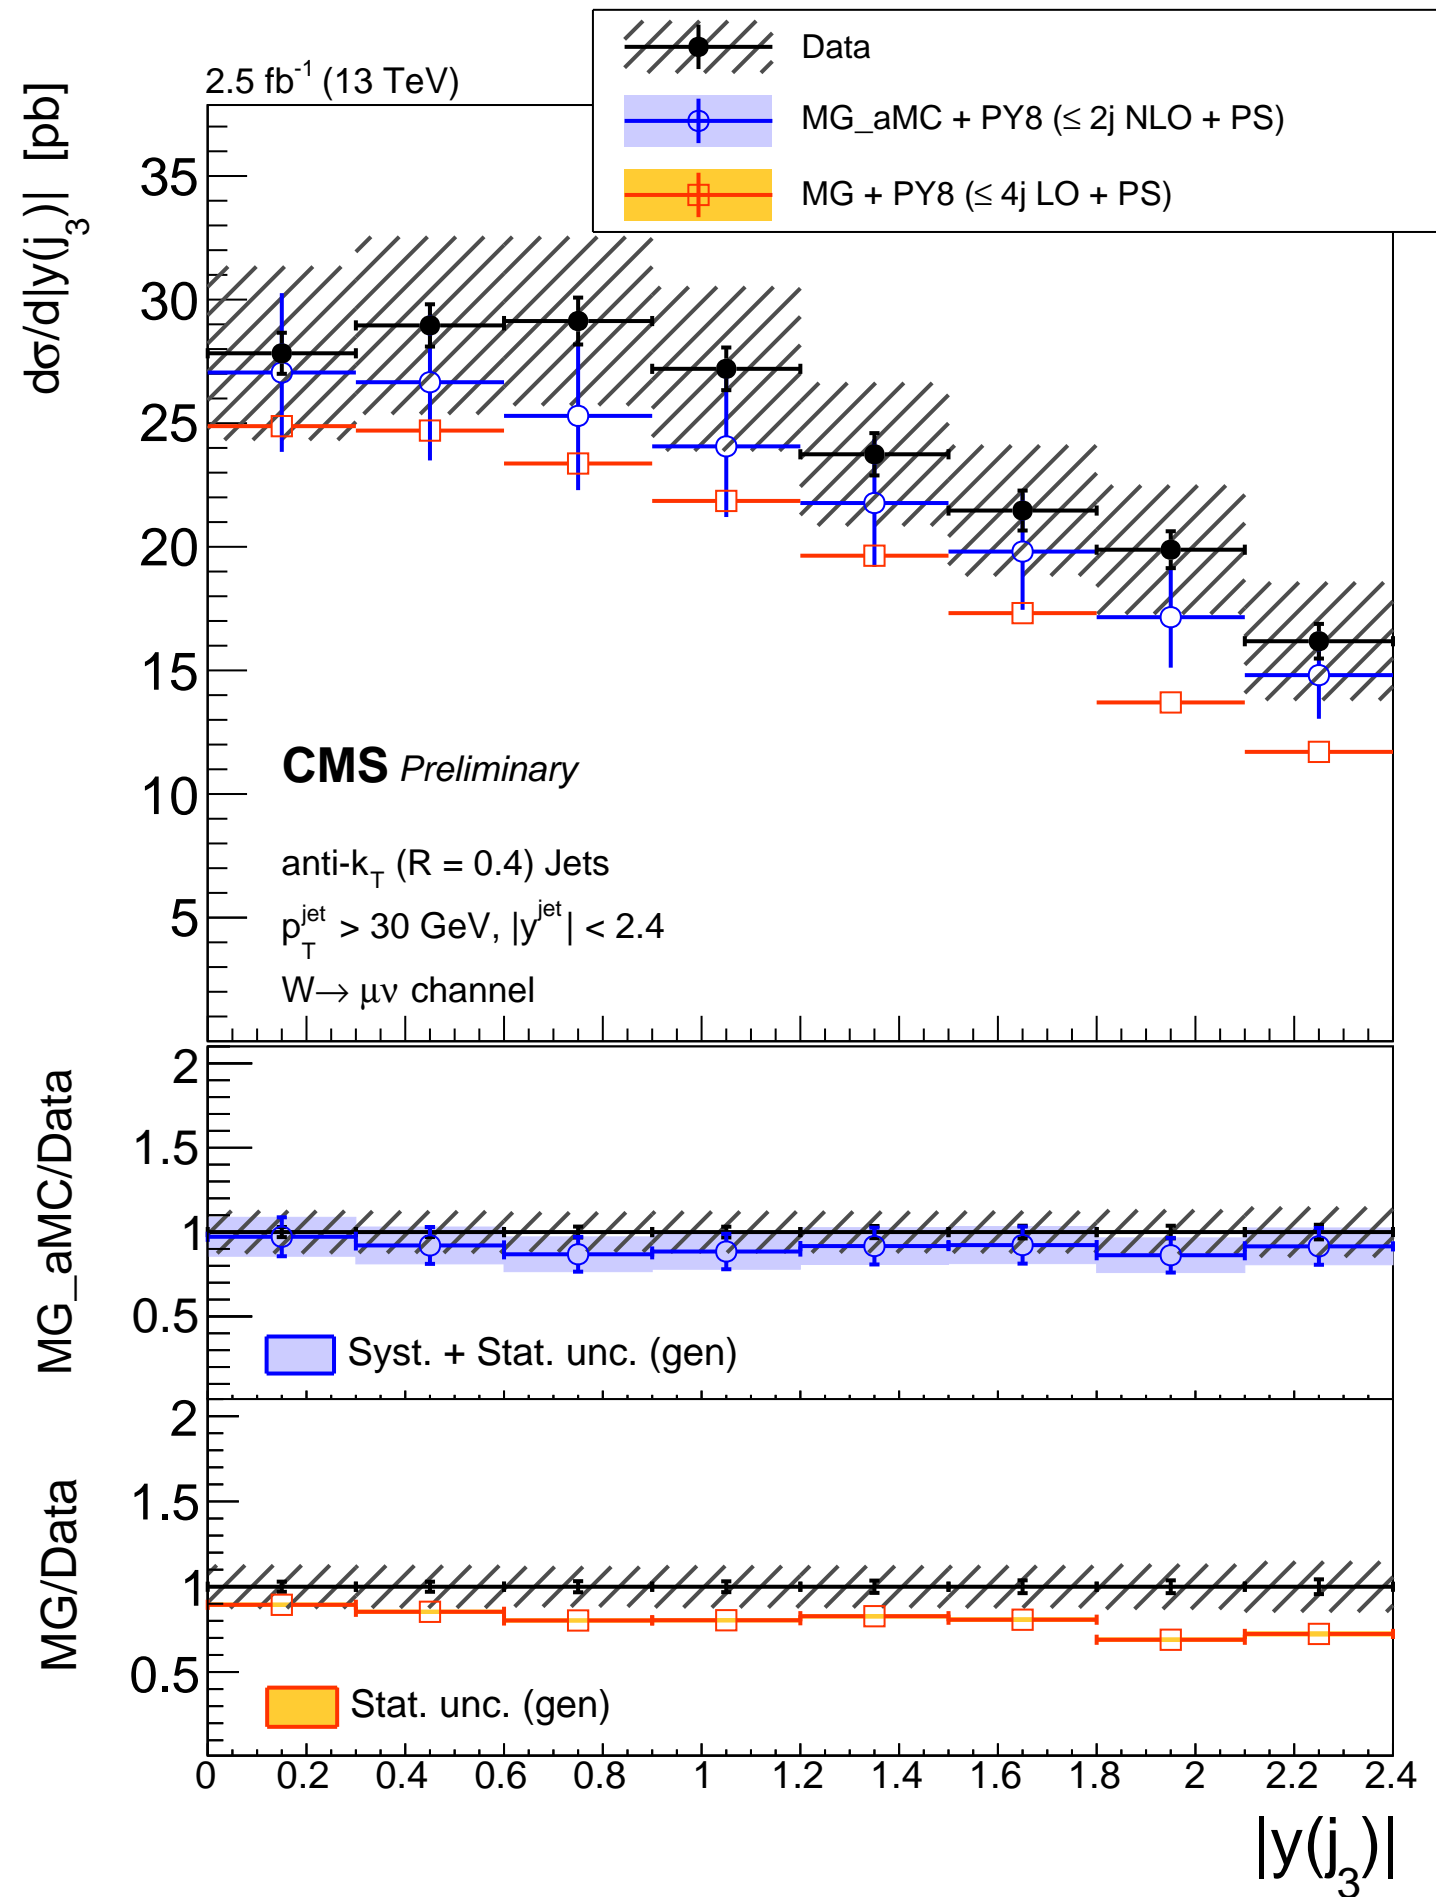 Data
2.5 fb⁻¹ (13 TeV)
MG_aMC + PY8 (≤ 2j NLO + PS)
MG + PY8 (≤ 4j LO + PS)
dσ/d|y(j₃)| [pb]
35
30
25
20
15
10
5
CMS Preliminary
anti-k_T (R = 0.4) Jets
p_T^jet > 30 GeV, |y^jet| < 2.4
W→ μν channel
MG_aMC/Data
2
1.5
1
0.5
Syst. + Stat. unc. (gen)
MG/Data
2
1.5
1
0.5
Stat. unc. (gen)
0 0.2 0.4 0.6 0.8 1 1.2 1.4 1.6 1.8 2 2.2 2.4
|y(j₃)|